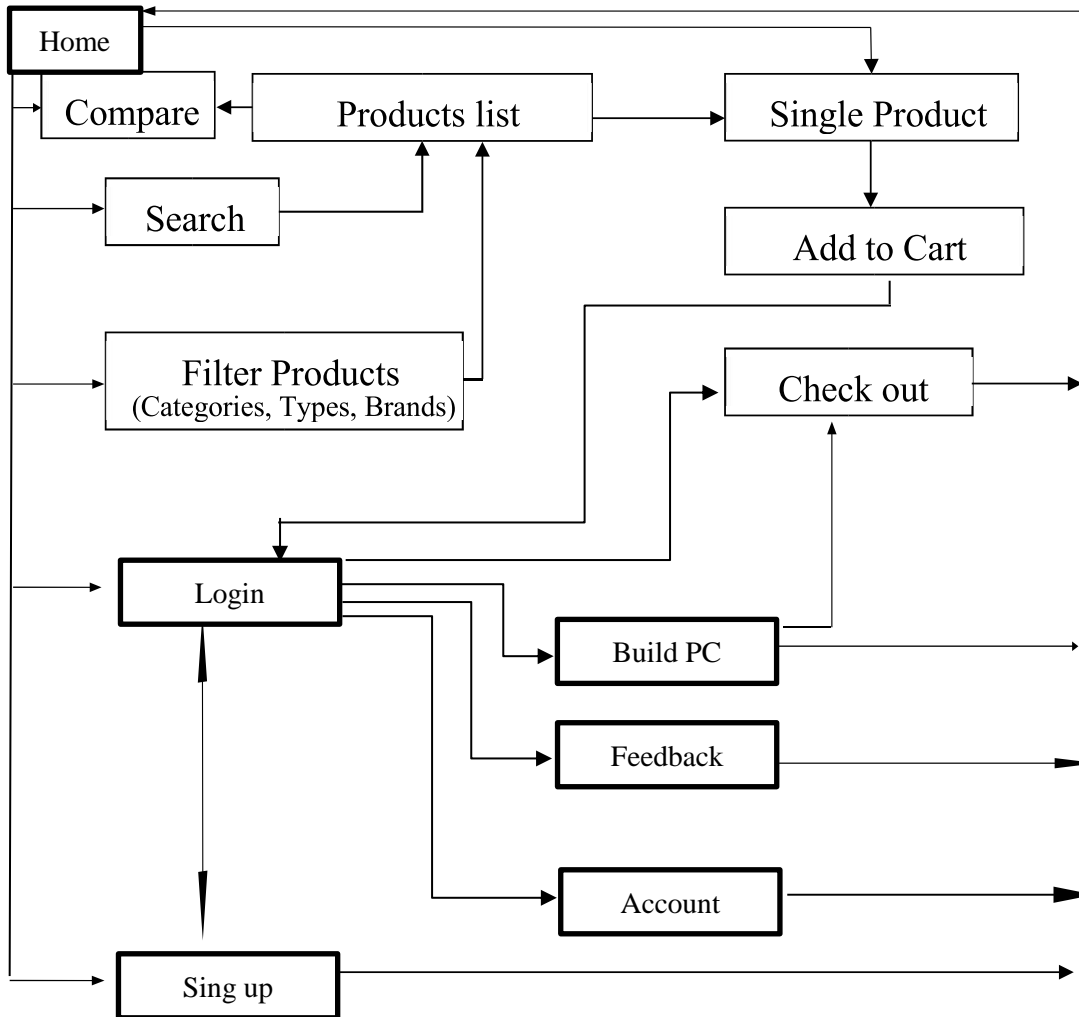 Home
Compare
Products list
Single Product
Search
Add to Cart
Filter Products
(Categories, Types, Brands)
Check out
Login
Build PC
Feedback
Account
Sing up